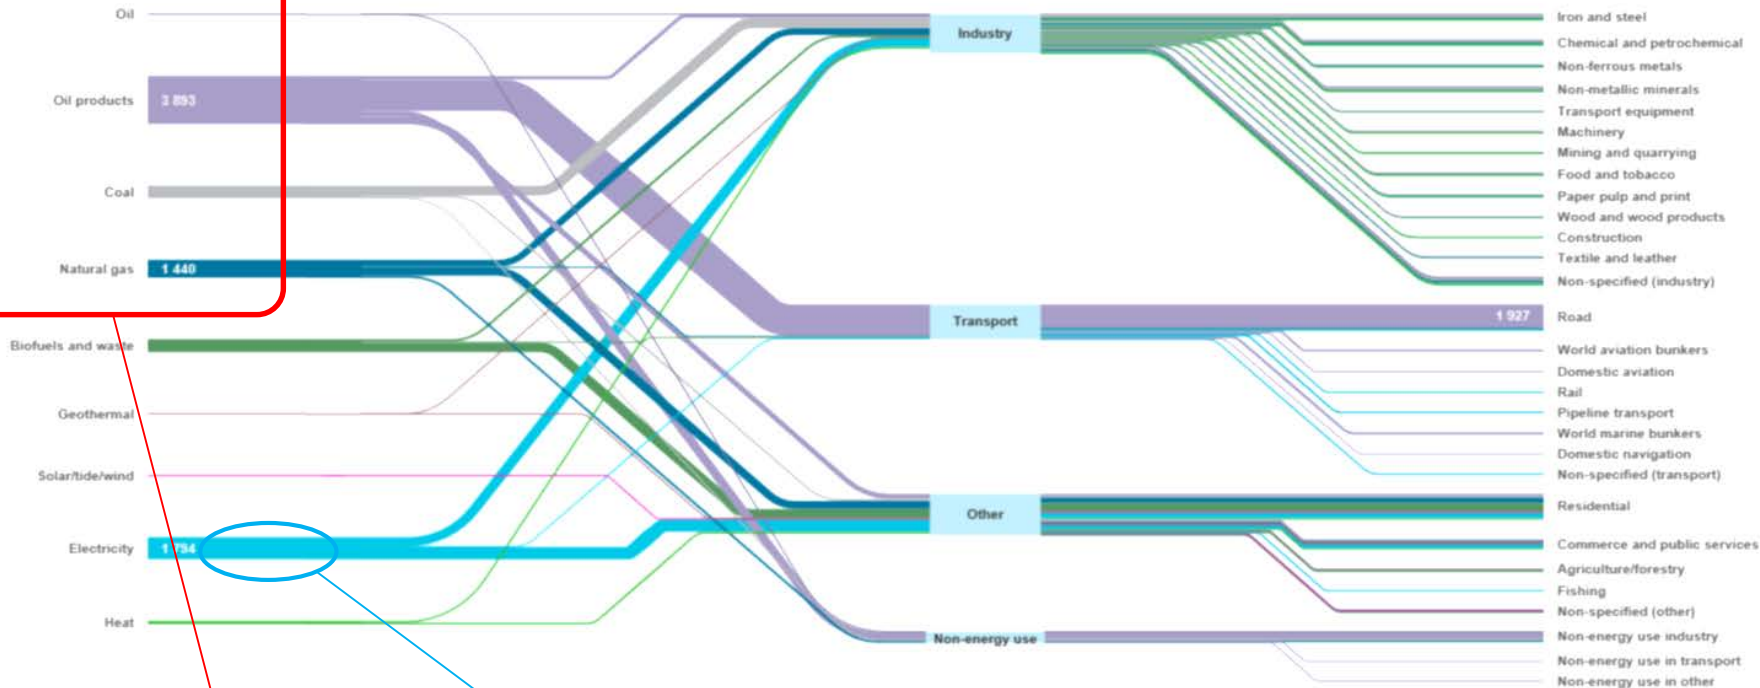 Oil
Oil products
3 893
Coal
Natural gas
1 440
Biofuels and waste
Geothermal
Solar/tide/wind
Electricity
Heat
Industry
Transport
Other
Non-energy use
Iron and steel
Chemical and petrochemical
Non-ferrous metals
Non-metallic minerals
Transport equipment
Machinery
Mining and quarrying
Food and tobacco
Paper pulp and print
Wood and wood products
Construction
Textile and leather
Non-specified (industry)
1 927 Road
World aviation bunkers
Domestic aviation
Rail
Pipeline transport
World marine bunkers
Domestic navigation
Non-specified (transport)
Residential
Commerce and public services
Agriculture/forestry
Fishing
Non-specified (other)
Non-energy use industry
Non-energy use in transport
Non-energy use in other